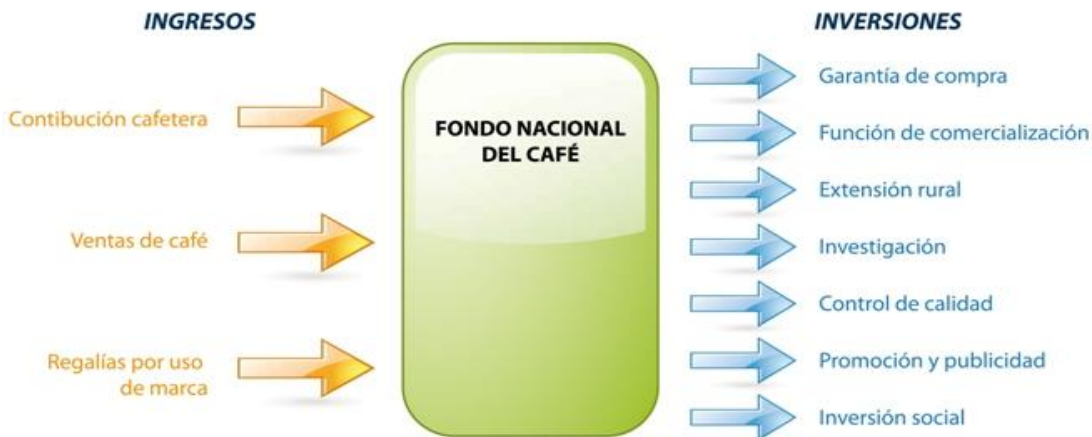 INGRESOS
Contibución cafetera
Ventas de café
Regalías por uso
de marca
FONDO NACIONAL
DEL CAFÉ
INVERSIONES
Garantía de compra
Función de comercialización
Extensión rural
Investigación
Control de calidad
Promoción y publicidad
Inversión social